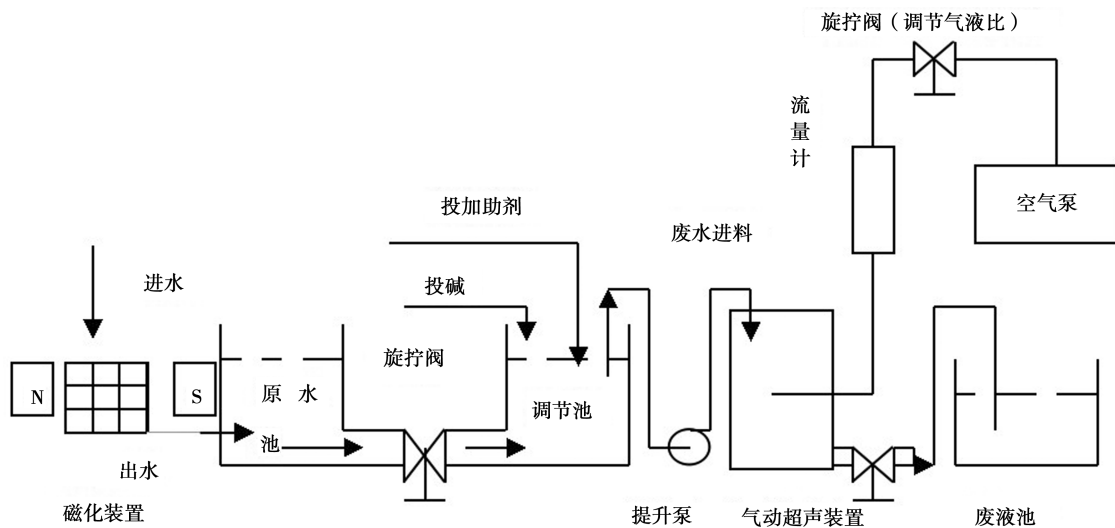 旋拧阀（调节气液比）
流量计
空气泵
投加助剂
废水进料
进水
投碱
旋拧阀
N
S
原 水
池
调节池
出水
磁化装置
提升泵
气动超声装置
废液池